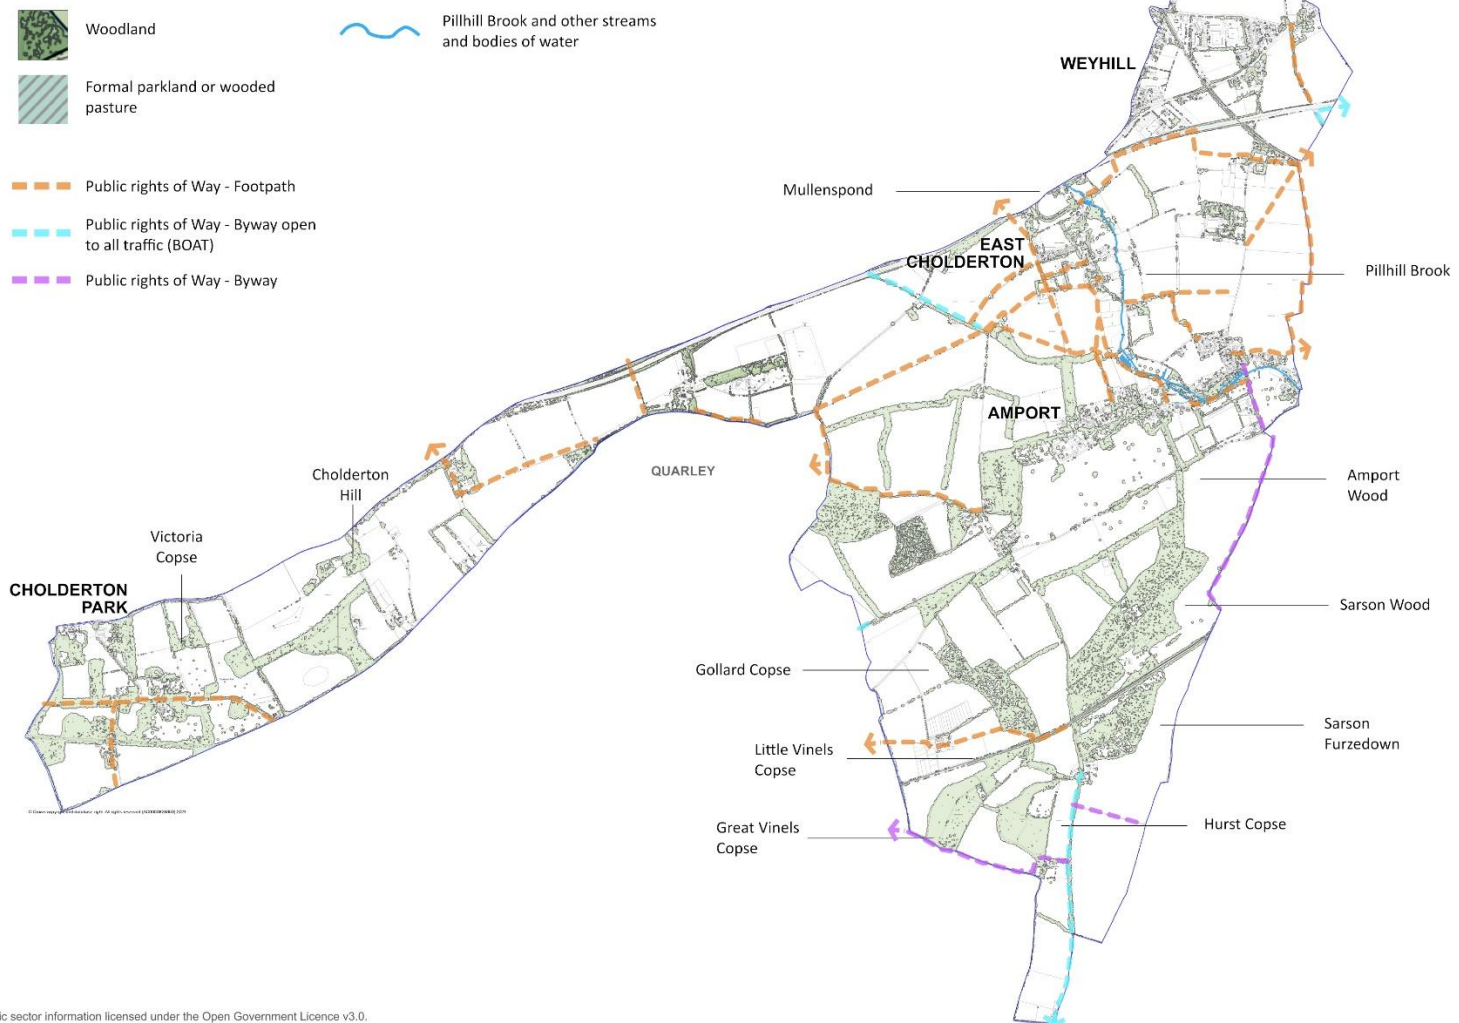 Woodland
Pillhill Brook and other streams
and bodies of water
Formal parkland or wooded
pasture
Public rights of Way - Footpath
Public rights of Way - Byway open
to all traffic (BOAT)
Public rights of Way - Byway
WEYHILL
Mullenspond
EAST
CHOLDERTON
Pillhill Brook
AMPORT
QUARLEY
Cholderton
Hill
Amport
Wood
Victoria
Copse
CHOLDERTON
PARK
Sarson Wood
Gollard Copse
Sarson
Furzedown
Little Vinels
Copse
Great Vinels
Copse
Hurst Copse
ic sector information licensed under the Open Government Licence v3.0.